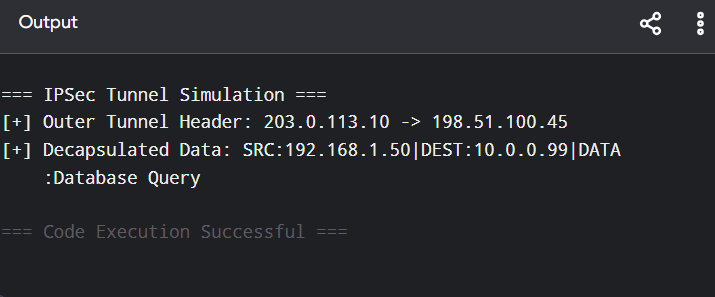 Output
=== IPSec Tunnel Simulation ===
[+] Outer Tunnel Header: 203.0.113.10 -> 198.51.100.45
[+] Decapsulated Data: SRC:192.168.1.50|DEST:10.0.0.99|DATA
:Database Query
=== Code Execution Successful ===